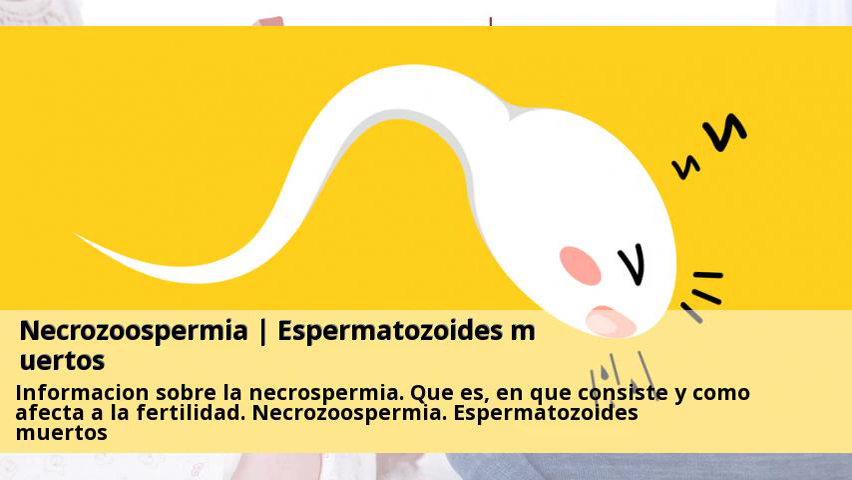 Necrozoospermia | Espermatozoides m
uertos
Informacion sobre la necrospermia. Que es, en que consiste y como
afecta a la fertilidad. Necrozoospermia. Espermatozoides
muertos